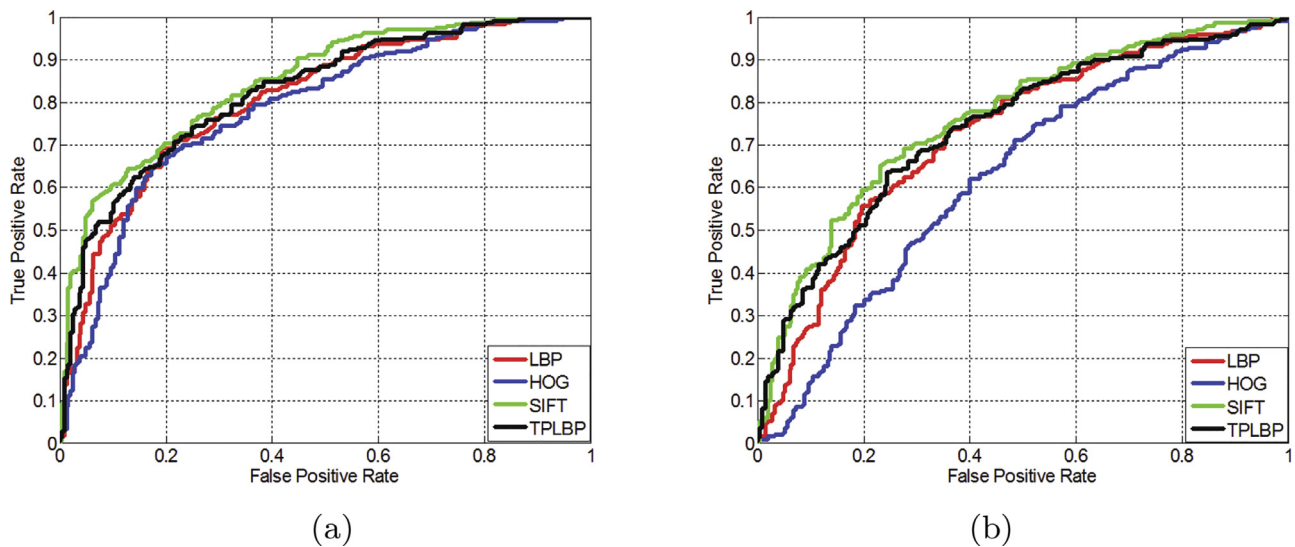 1
0.9
0.8
0.7
0.6
0.5
0.4
0.3
0.2
0.1
0
True Positive Rate
0.2 0.4 0.6 0.8 1
False Positive Rate
LBP
HOG
SIFT
TPLBP
(a)
1
0.9
0.8
0.7
0.6
0.5
0.4
0.3
0.2
0.1
0
True Positive Rate
0 0.2 0.4 0.6 0.8 1
False Positive Rate
LBP
HOG
SIFT
TPLBP
(b)